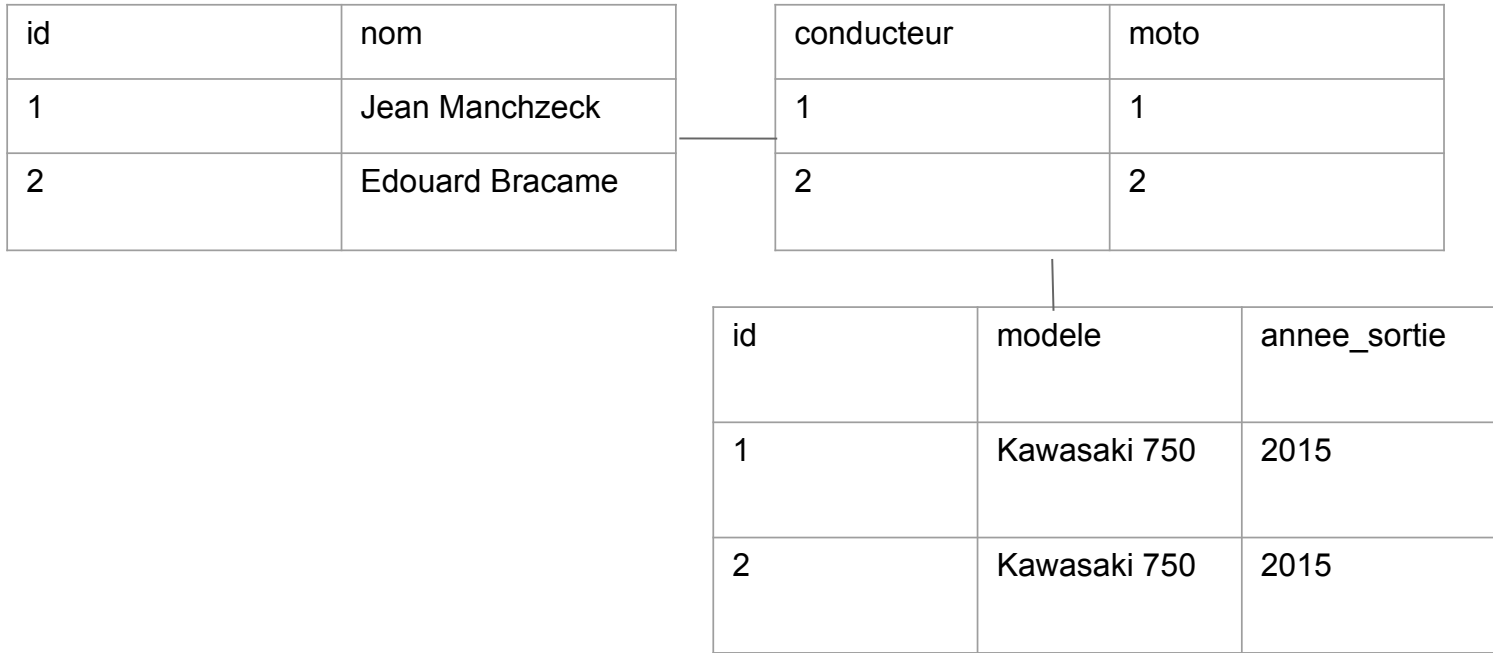 id nom
1 Jean Manchzeck
2 Edouard Bracame
conducteur moto
1 1
2 2
id modele annee_sortie
1 Kawasaki 750 2015
2 Kawasaki 750 2015